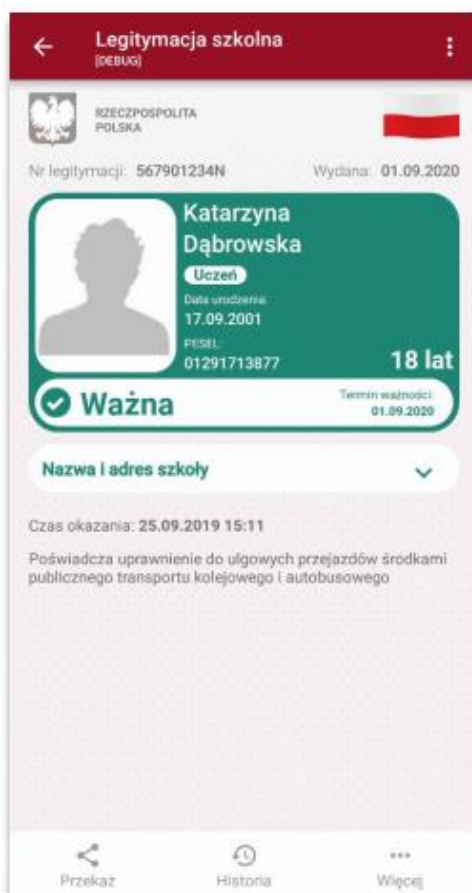 Legitymacja szkolna
[DEBUG]
RZECZPOSPOLITA
POLSKA
Nr legitymacji: 567901234N Wydana: 01.09.2020
Katarzyna
Dąbrowska
Uczeń
Data urodzenia:
17.09.2001
PESEL:
01291713877
18 lat
Ważna
Termin ważności:
01.09.2020
Nazwa i adres szkoły
Czas okazania: 25.09.2019 15:11
Poświadcza uprawnienie do ulgowych przejazdów środkami
publicznego transportu kolejowego i autobusowego
Przekaż Historia Więcej